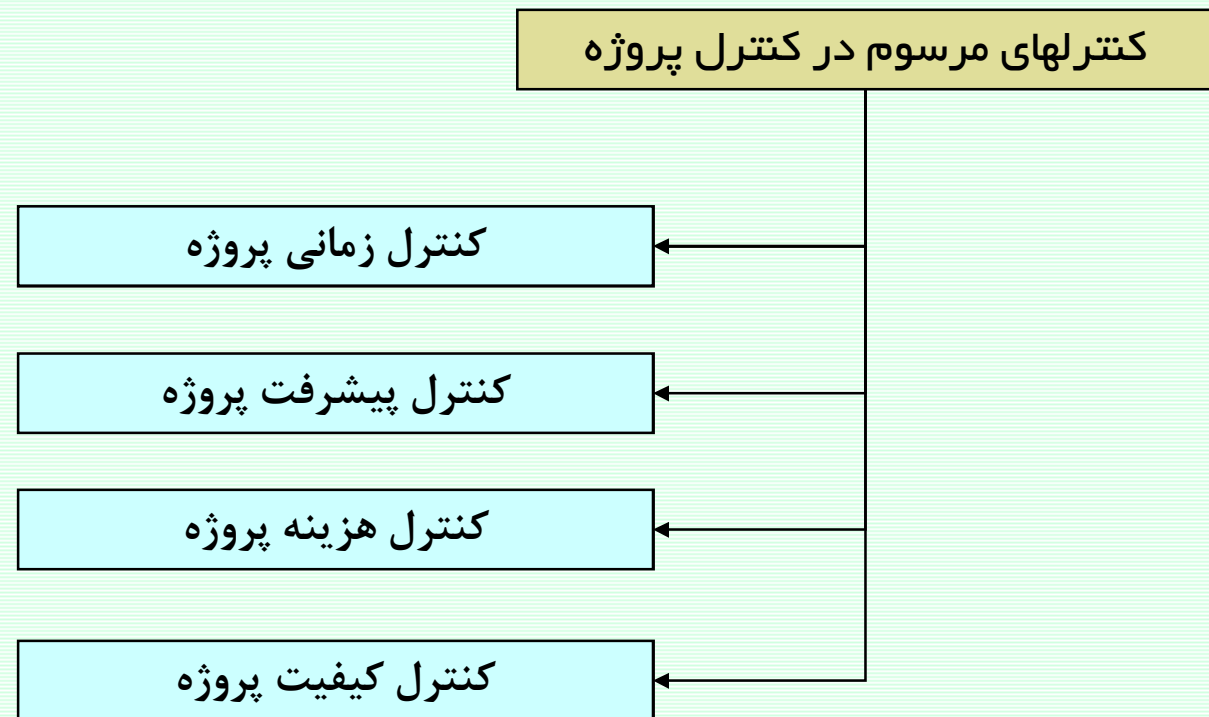 کنترلهای مرسوم در کنترل پروژه
کنترل زمانی پروژه
کنترل پیشرفت پروژه
کنترل هزینه پروژه
کنترل کیفیت پروژه